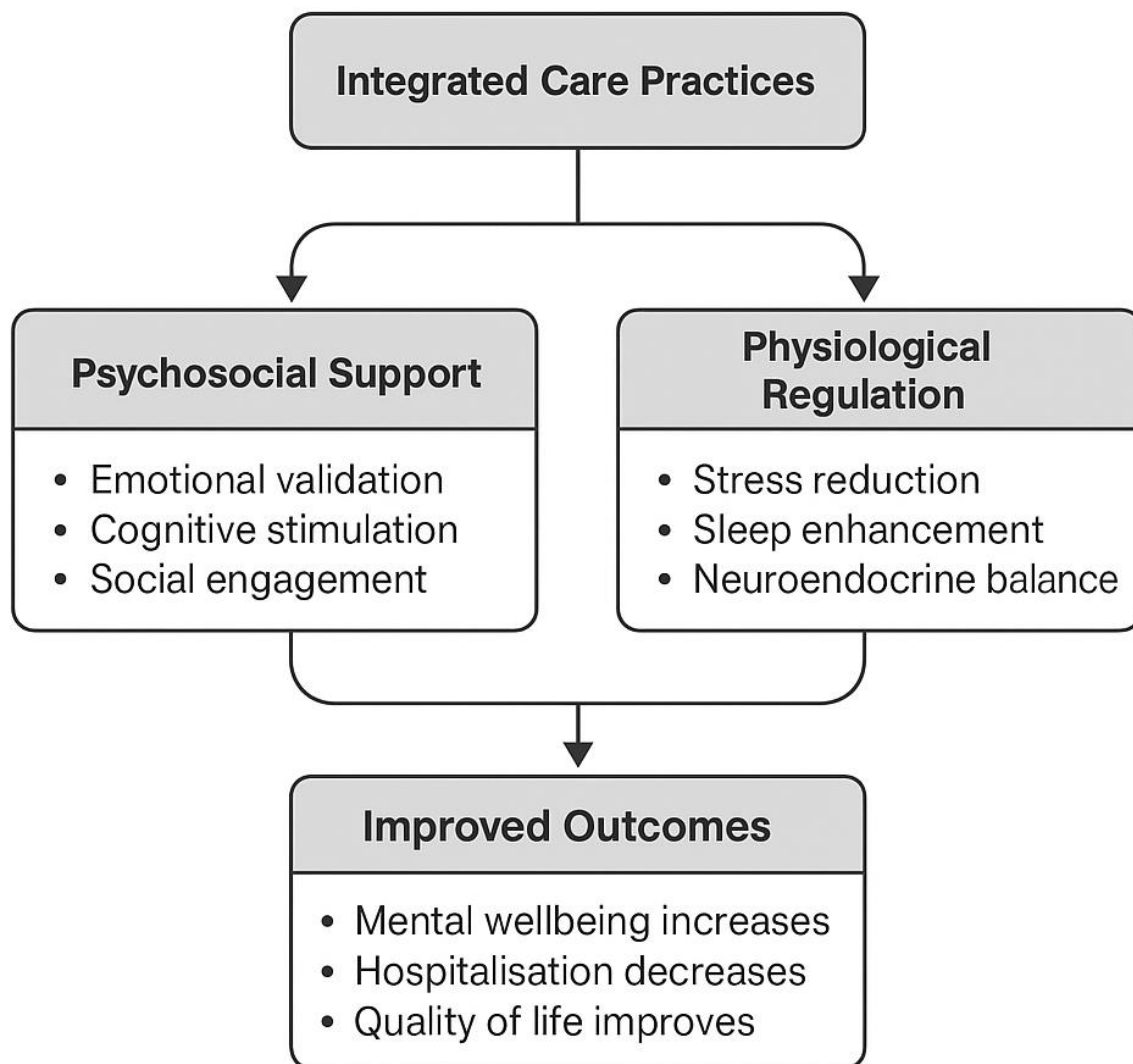 Integrated Care Practices
Psychosocial Support
• Emotional validation
• Cognitive stimulation
• Social engagement
Physiological
Regulation
• Stress reduction
• Sleep enhancement
• Neuroendocrine balance
Improved Outcomes
• Mental wellbeing increases
• Hospitalisation decreases
• Quality of life improves